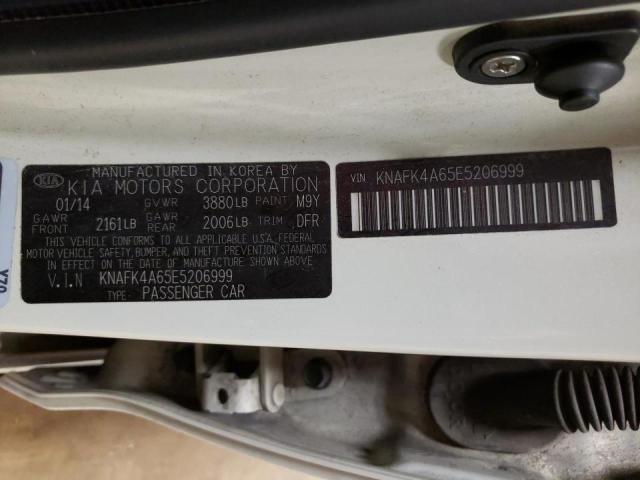 KIA
MANUFACTURED IN KOREA BY
KIA MOTORS CORPORATION
01/14 GVWR 3880LB PAINT M9Y
GAWR FRONT 2161LB GAWR REAR 2006LB TRIM DFR
THIS VEHICLE CONFORMS TO ALL APPLICABLE U.S.A. FEDERAL
MOTOR VEHICLE SAFETY, BUMPER, AND THEFT PREVENTION STANDARDS
IN EFFECT ON THE DATE OF MANUFACTURE SHOWN ABOVE
V.I.N KNAFK4A65E5206999
TYPE: PASSENGER CAR
VIN KNAFK4A65E5206999